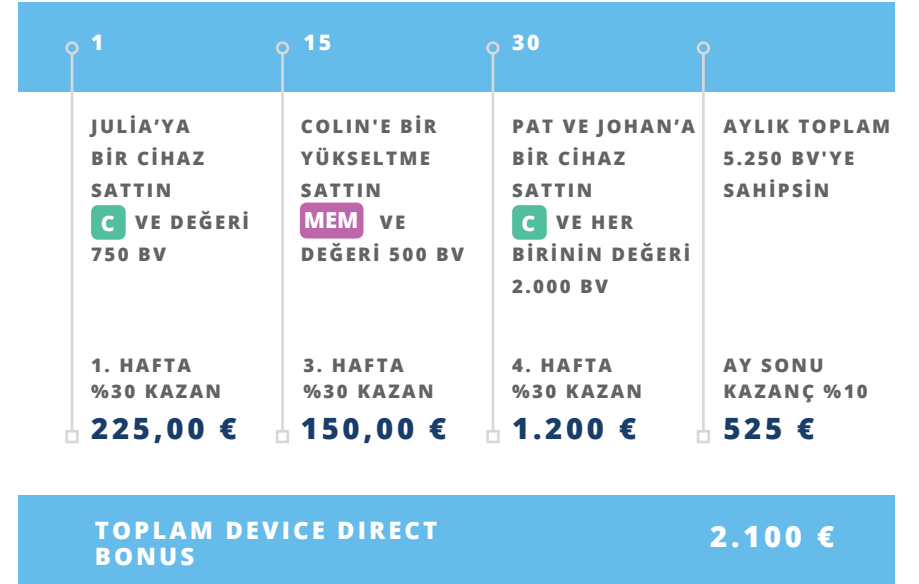 1
JULİA’YA
BİR CİHAZ
SATTIN
C VE DEĞERİ
750 BV
1. HAFTA
%30 KAZAN
225,00 €
15
COLIN'E BİR
YÜKSELTME
SATTIN
MEM VE
DEĞERİ 500 BV
3. HAFTA
%30 KAZAN
150,00 €
30
PAT VE JOHAN’A
BİR CİHAZ
SATTIN
C VE HER
BİRİNİN DEĞERİ
2.000 BV
4. HAFTA
%30 KAZAN
1.200 €
AYLIK TOPLAM
5.250 BV'YE
SAHİPSİN
AY SONU
KAZANÇ %10
525 €
TOPLAM DEVICE DIRECT
BONUS
2.100 €